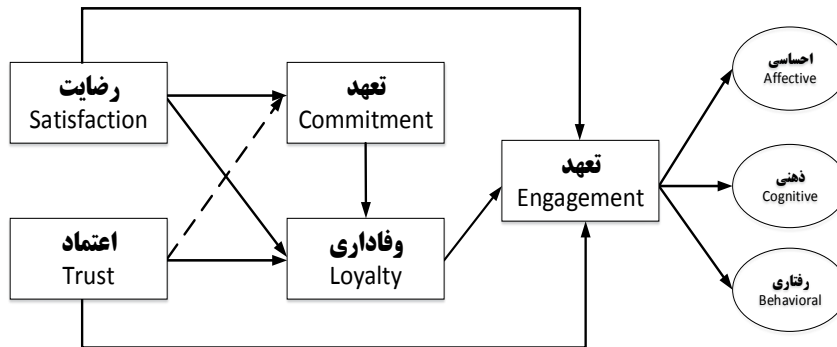 رضایت
Satisfaction
تعهد
Commitment
اعتماد
Trust
وفاداری
Loyalty
تعهد
Engagement
احساسی
Affective
ذهنی
Cognitive
رفتاری
Behavioral